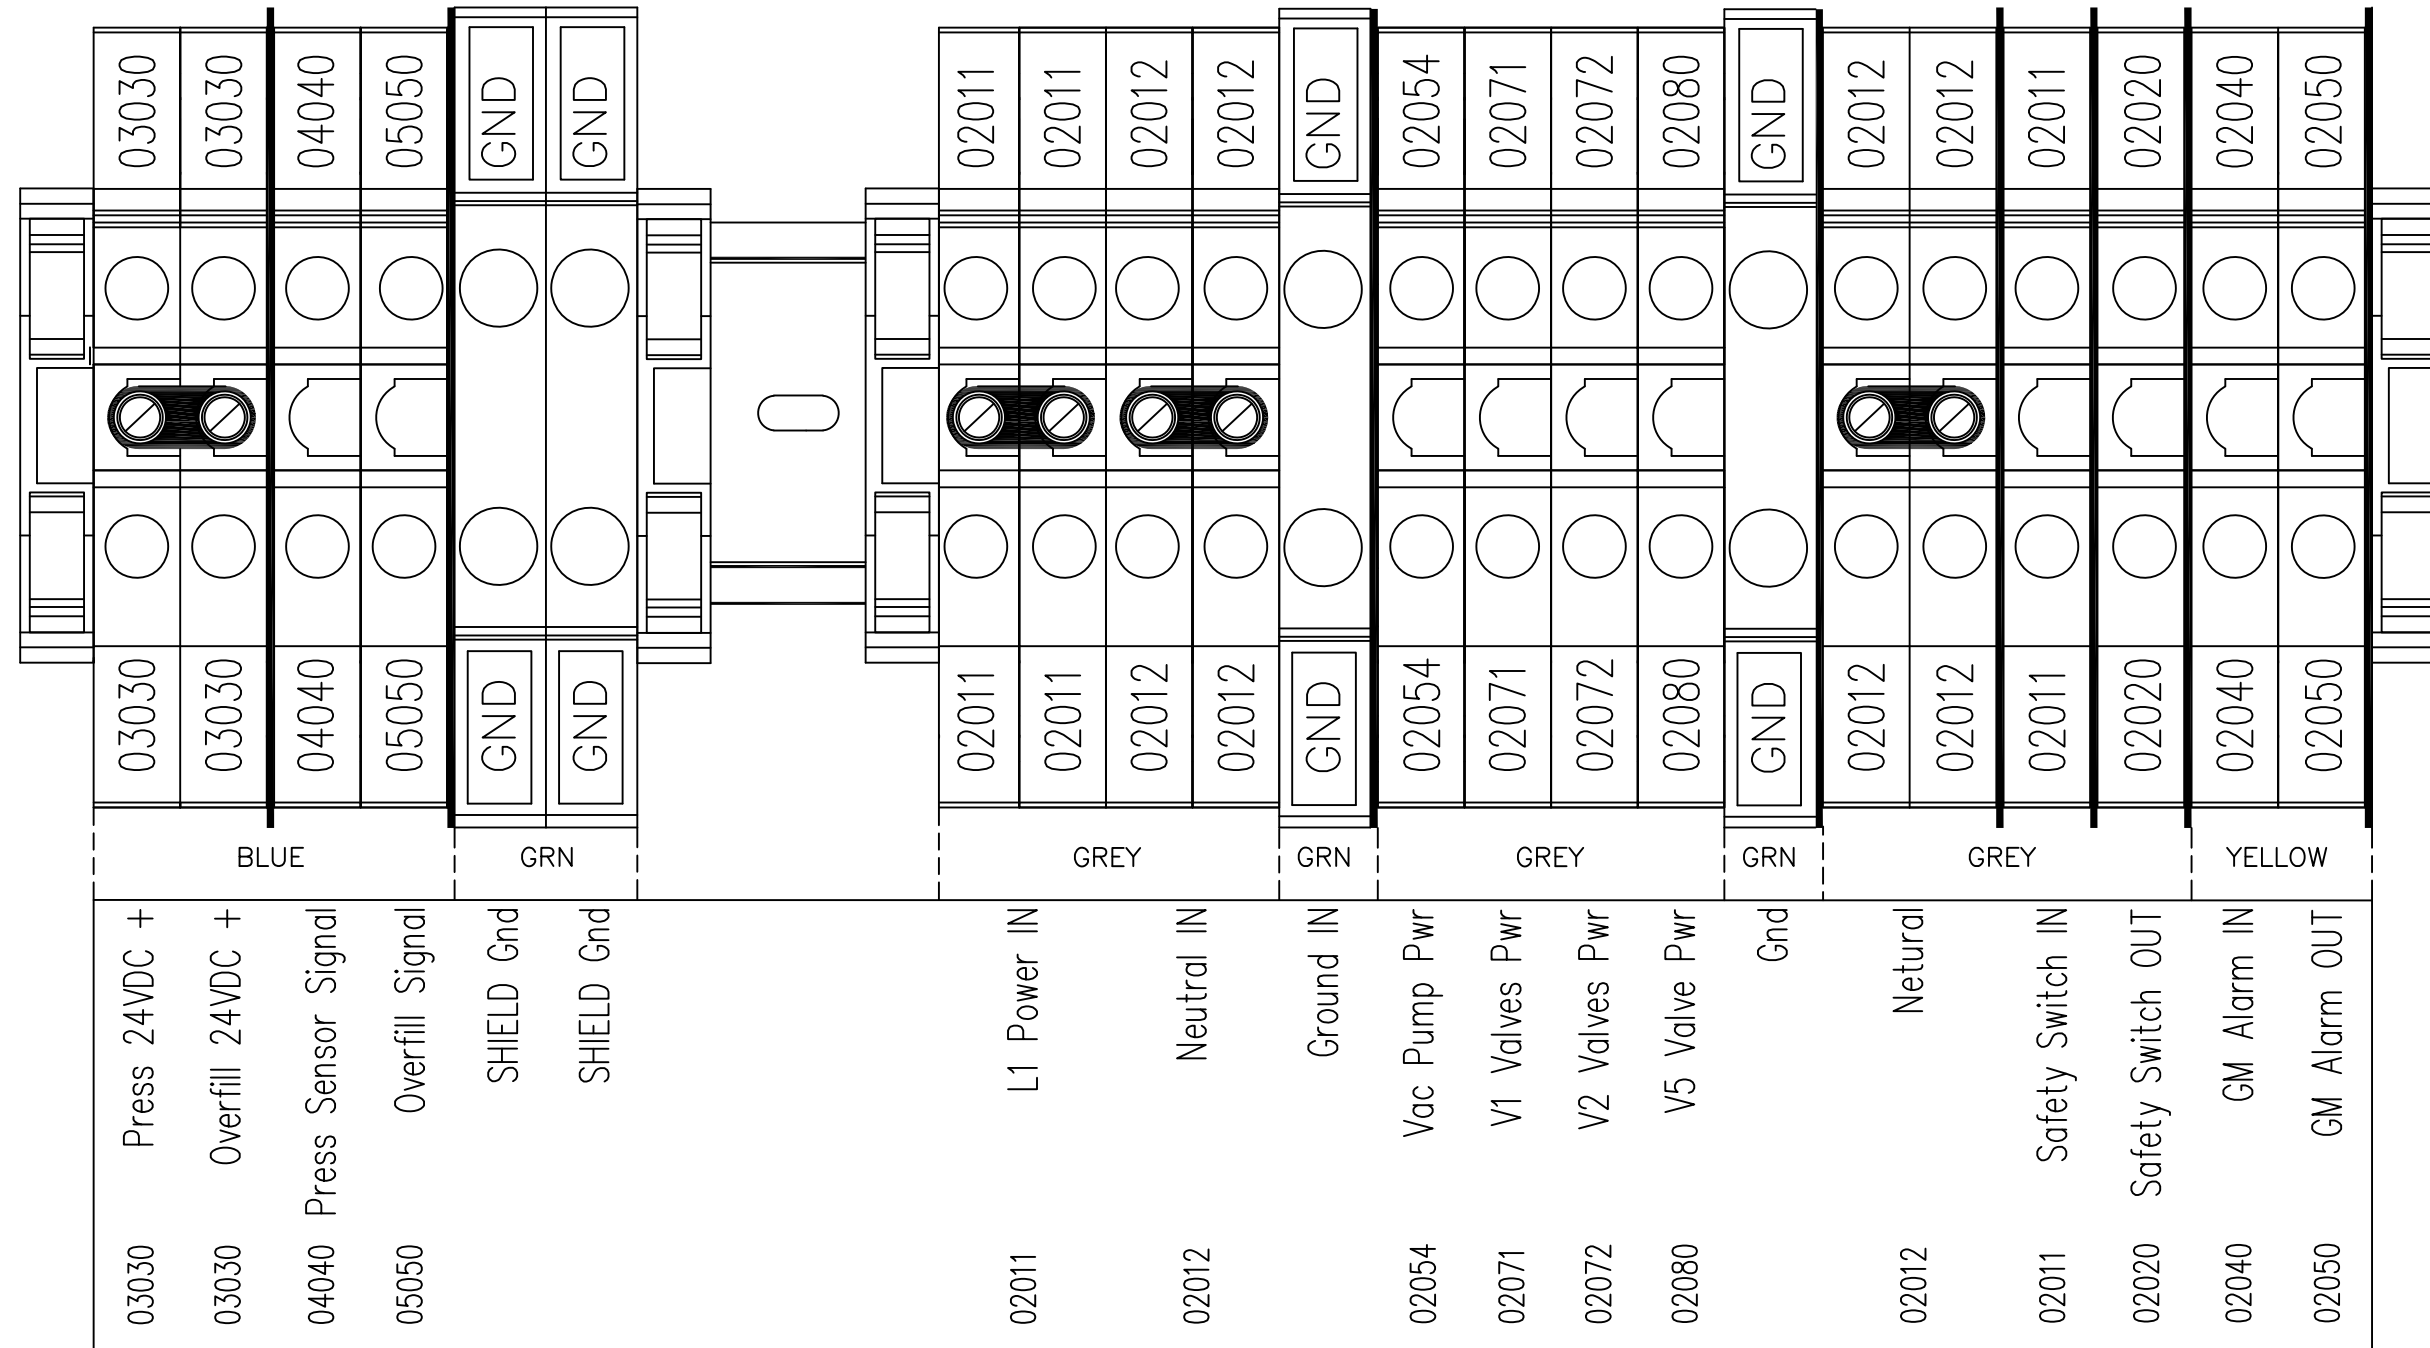 03030
03030
04040
05050
GND
GND
02011
02011
02012
02012
GND
02054
02071
02072
02080
GND
02012
02012
02011
02020
02040
02050
03030
03030
04040
05050
GND
GND
02011
02011
02012
02012
GND
02054
02071
02072
02080
GND
02012
02012
02011
02020
02040
02050
BLUE
GRN
GREY
GRN
GREY
GRN
GREY
YELLOW
03030 Press 24VDC +
03030 Overfill 24VDC +
04040 Press Sensor Signal
05050 Overfill Signal
SHIELD Gnd
SHIELD Gnd
02011 L1 Power IN
02012 Neutral IN
Ground IN
02054 Vac Pump Pwr
02071 V1 Valves Pwr
02072 V2 Valves Pwr
02080 V5 Valve Pwr
Gnd
02012 Netural
02011 Safety Switch IN
02020 Safety Switch OUT
02040 GM Alarm IN
02050 GM Alarm OUT